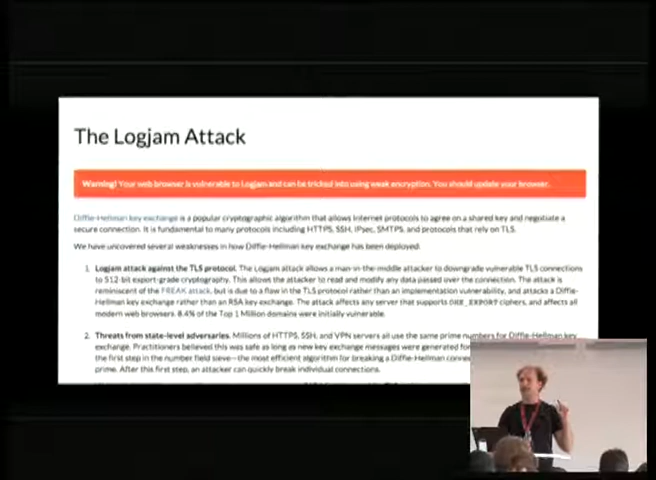 The Logjam Attack
Warning! Your web browser is vulnerable to Logjam and can be tricked into using weak encryption. You should update your browser.
Diffie-Hellman key exchange is a popular cryptographic algorithm that allows Internet protocols to agree on a shared key and negotiate a
secure connection. It is fundamental to many protocols including HTTPS, SSH, IPsec, SMTPS, and protocols that rely on TLS.
We have uncovered several weaknesses in how Diffie-Hellman key exchange has been deployed:
1. Logjam attack against the TLS protocol. The Logjam attack allows a man-in-the-middle attacker to downgrade vulnerable TLS connections
to 512-bit export-grade cryptography. This allows the attacker to read and modify any data passed over the connection. The attack is
reminiscent of the FREAK attack, but is due to a flaw in the TLS protocol rather than an implementation vulnerability, and attacks a Diffie-
Hellman key exchange rather than an RSA key exchange. The attack affects any server that supports DHE_EXPORT ciphers, and affects all
modern web browsers. 8.4% of the Top 1 Million domains were initially vulnerable.
2. Threats from state-level adversaries. Millions of HTTPS, SSH, and VPN servers all use the same prime numbers for Diffie-Hellman key
exchange. Practitioners believed this was safe as long as new key exchange messages were generated for
the first step in the number field sieve—the most efficient algorithm for breaking a Diffie-Hellman connec
prime. After this first step, an attacker can quickly break individual connections.